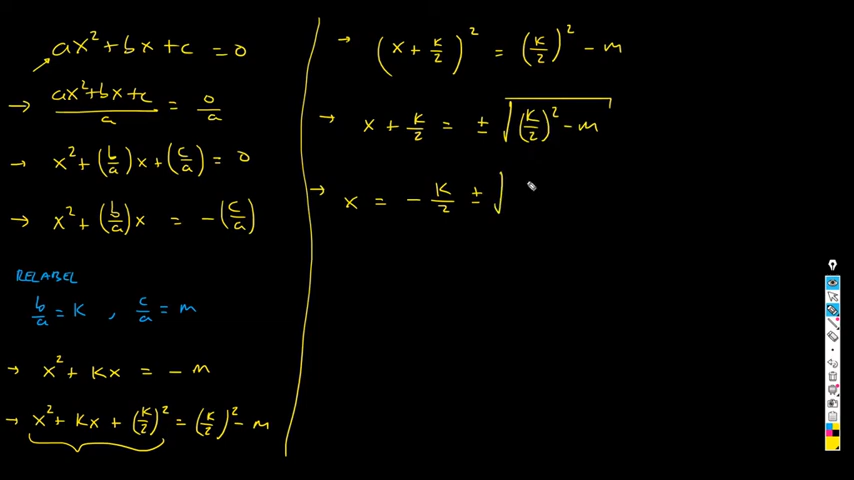 ax² + bx + c = 0
→ (ax² + bx + c)/a = 0/a
→ x² + (b/a)x + (c/a) = 0
→ x² + (b/a)x = -(c/a)
RELABEL
b/a = K , c/a = m
→ x² + Kx = - m
→ x² + Kx + (K/2)² = (K/2)² - m
→ (x + K/2)² = (K/2)² - m
→ x + K/2 = ± √((K/2)² - m)
→ x = - K/2 ± √